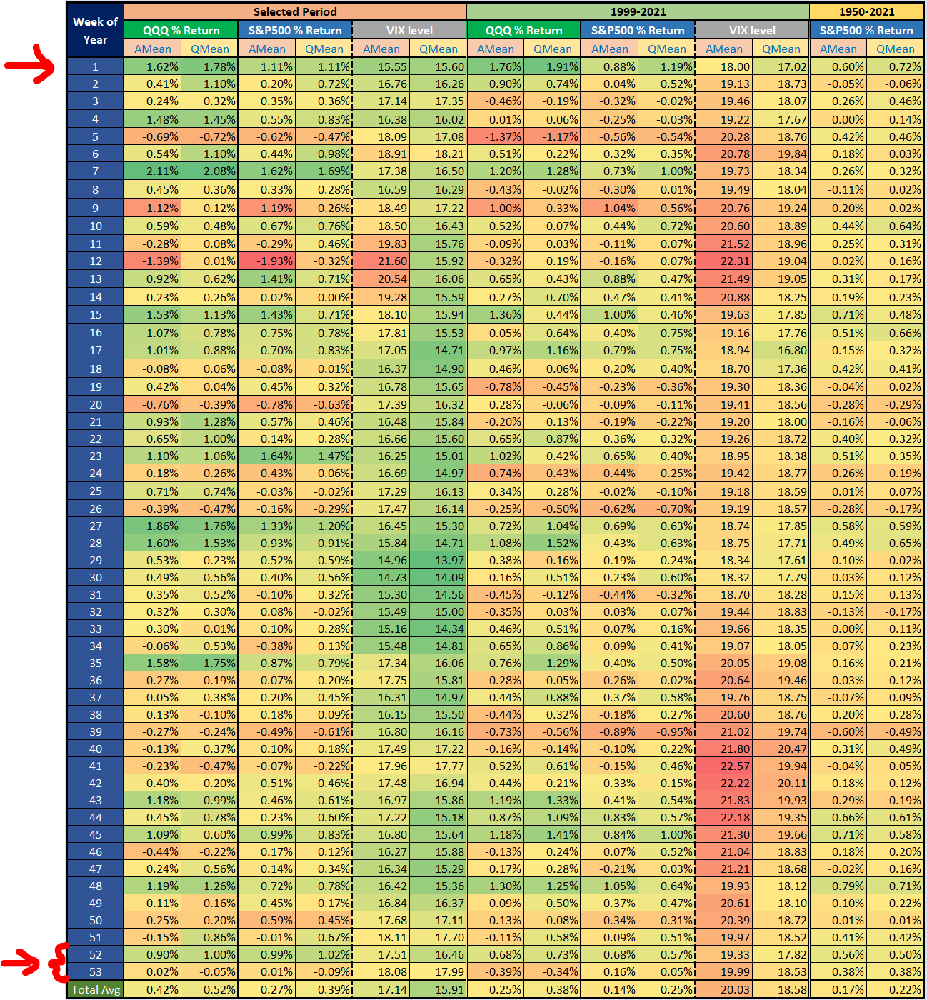 Week of Year Selected Period 1999-2021 1950-2021
QQQ % Return S&P500 % Return VIX level QQQ % Return S&P500 % Return VIX level S&P500 % Return
AMean QMean AMean QMean AMean QMean AMean QMean AMean QMean AMean QMean AMean QMean
1 1.62% 1.78% 1.11% 1.11% 15.55 15.60 1.76% 1.91% 0.88% 1.19% 18.00 17.02 0.60% 0.72%
2 0.41% 1.10% 0.20% 0.72% 16.76 16.26 0.90% 0.74% 0.04% 0.52% 19.13 18.73 -0.05% -0.06%
3 0.24% 0.32% 0.35% 0.36% 17.14 17.35 -0.46% -0.19% -0.32% -0.02% 19.46 18.07 0.26% 0.46%
4 1.48% 1.45% 0.55% 0.83% 16.38 16.02 0.01% 0.06% -0.25% -0.03% 19.22 17.67 0.00% 0.14%
5 -0.69% -0.72% -0.62% -0.47% 18.09 17.08 -1.37% -1.17% -0.56% -0.54% 20.28 18.76 0.42% 0.46%
6 0.54% 1.10% 0.44% 0.98% 18.91 18.21 0.51% 0.22% 0.32% 0.35% 20.78 19.84 0.18% 0.03%
7 2.11% 2.08% 1.62% 1.69% 17.38 16.50 1.20% 1.28% 0.73% 1.00% 19.73 18.34 0.26% 0.32%
8 0.45% 0.36% 0.33% 0.28% 16.59 16.29 -0.43% -0.02% -0.30% 0.01% 19.49 18.04 -0.11% 0.02%
9 -1.12% 0.12% -1.19% -0.26% 18.49 17.22 -1.00% -0.33% -1.04% -0.56% 20.76 19.24 -0.20% 0.02%
10 0.59% 0.48% 0.67% 0.76% 18.50 16.43 0.52% 0.07% 0.44% 0.72% 20.60 18.89 0.44% 0.64%
11 -0.28% 0.08% -0.29% 0.46% 19.83 15.76 -0.09% 0.03% -0.11% 0.07% 21.52 18.96 0.25% 0.31%
12 -1.39% 0.01% -1.93% -0.32% 21.60 15.92 -0.32% 0.19% -0.16% 0.07% 22.31 19.04 0.02% 0.16%
13 0.92% 0.62% 1.41% 0.71% 20.54 16.06 0.65% 0.43% 0.88% 0.47% 21.49 19.05 0.31% 0.17%
14 0.23% 0.26% 0.02% 0.00% 19.28 15.59 0.27% 0.70% 0.47% 0.41% 20.88 18.25 0.19% 0.23%
15 1.53% 1.13% 1.43% 0.71% 18.10 15.94 1.36% 0.44% 1.00% 0.46% 19.63 17.85 0.71% 0.48%
16 1.07% 0.78% 0.75% 0.78% 17.81 15.53 0.05% 0.64% 0.40% 0.75% 19.16 17.76 0.51% 0.66%
17 1.01% 0.88% 0.70% 0.83% 17.05 14.71 0.97% 1.16% 0.79% 0.75% 18.94 16.80 0.15% 0.32%
18 -0.08% 0.06% -0.08% 0.01% 16.37 14.90 0.46% 0.06% 0.20% 0.40% 18.70 17.36 0.42% 0.41%
19 0.42% 0.04% 0.45% 0.32% 16.78 15.65 -0.78% -0.45% -0.23% -0.36% 19.30 18.36 -0.04% 0.02%
20 -0.76% -0.39% -0.78% -0.63% 17.39 16.32 0.28% -0.06% -0.09% -0.11% 19.41 18.56 -0.28% -0.29%
21 0.93% 1.28% 0.57% 0.46% 16.48 15.84 -0.20% 0.13% -0.19% -0.22% 19.20 18.00 -0.16% -0.06%
22 0.65% 1.00% 0.14% 0.28% 16.66 15.60 0.65% 0.87% 0.36% 0.32% 19.26 18.72 0.40% 0.32%
23 1.10% 1.06% 1.64% 1.47% 16.25 15.01 1.02% 0.42% 0.65% 0.40% 18.95 18.38 0.51% 0.35%
24 -0.18% -0.26% -0.43% -0.06% 16.69 14.97 -0.74% -0.43% -0.44% -0.25% 19.42 18.77 -0.26% -0.19%
25 0.71% 0.74% -0.03% -0.02% 17.29 16.13 0.34% 0.28% -0.02% -0.10% 19.18 18.59 0.01% 0.07%
26 -0.39% -0.47% -0.16% -0.29% 17.47 16.14 -0.25% -0.50% -0.62% -0.70% 19.19 18.57 -0.28% -0.17%
27 1.86% 1.76% 1.33% 1.20% 16.45 15.30 0.72% 1.04% 0.69% 0.63% 18.74 17.85 0.58% 0.59%
28 1.60% 1.53% 0.93% 0.91% 15.84 14.71 1.08% 1.52% 0.43% 0.63% 18.75 17.71 0.49% 0.65%
29 0.53% 0.23% 0.52% 0.59% 14.96 13.97 0.38% -0.16% 0.19% 0.24% 18.34 17.61 0.10% -0.02%
30 0.49% 0.56% 0.40% 0.56% 14.73 14.09 0.16% 0.51% 0.23% 0.60% 18.32 17.79 0.03% 0.12%
31 0.35% 0.52% -0.10% 0.32% 15.30 14.56 -0.45% -0.12% -0.44% -0.32% 18.70 18.28 0.15% 0.13%
32 0.32% 0.30% 0.08% -0.02% 15.49 15.00 -0.35% 0.03% 0.03% 0.07% 19.44 18.83 -0.13% -0.17%
33 0.30% 0.01% 0.10% 0.28% 15.16 14.34 0.46% 0.51% 0.07% 0.16% 19.66 18.35 0.00% 0.11%
34 -0.06% 0.53% -0.38% 0.13% 15.48 14.81 0.65% 0.86% 0.09% 0.41% 19.07 18.05 0.07% 0.23%
35 1.58% 1.75% 0.87% 0.79% 17.34 16.06 0.76% 1.29% 0.40% 0.50% 20.05 19.08 0.16% 0.21%
36 -0.27% -0.19% -0.07% 0.20% 17.75 15.81 -0.28% -0.05% -0.26% -0.02% 20.64 19.46 0.03% 0.12%
37 0.05% 0.38% 0.20% 0.45% 16.31 14.97 0.44% 0.88% 0.37% 0.58% 19.76 18.75 -0.07% 0.09%
38 0.13% -0.10% 0.18% 0.09% 16.15 15.50 -0.44% 0.32% -0.18% 0.27% 20.60 18.76 0.20% 0.28%
39 -0.27% -0.24% -0.49% -0.61% 16.80 16.16 -0.73% -0.56% -0.89% -0.95% 21.02 19.74 -0.60% -0.49%
40 -0.13% 0.37% 0.10% 0.18% 17.49 17.22 -0.16% -0.14% -0.10% 0.22% 21.80 20.47 0.31% 0.49%
41 -0.23% -0.47% -0.07% -0.22% 17.96 17.77 0.52% 0.61% -0.15% 0.46% 22.57 19.94 -0.04% 0.05%
42 0.40% 0.20% 0.51% 0.46% 17.48 16.94 0.44% 0.21% 0.33% 0.15% 22.22 20.11 0.18% 0.12%
43 1.18% 0.99% 0.46% 0.61% 16.97 15.86 1.19% 1.33% 0.41% 0.54% 21.83 19.93 -0.29% -0.19%
44 0.45% 0.78% 0.23% 0.60% 17.22 15.18 0.87% 1.09% 0.83% 0.57% 22.18 19.35 0.66% 0.61%
45 1.09% 0.60% 0.99% 0.83% 16.80 15.64 1.18% 1.41% 0.84% 1.00% 21.30 19.66 0.71% 0.58%
46 -0.44% -0.22% 0.17% 0.12% 16.27 15.88 -0.13% 0.24% 0.07% 0.52% 21.04 18.83 0.18% 0.20%
47 0.24% 0.56% 0.14% 0.34% 16.34 15.29 0.17% 0.28% -0.21% 0.03% 21.21 18.68 -0.02% 0.16%
48 1.19% 1.26% 0.72% 0.78% 16.42 15.36 1.30% 1.25% 1.05% 0.64% 19.93 18.12 0.79% 0.71%
49 0.11% -0.16% 0.45% 0.17% 16.84 16.37 0.09% 0.50% 0.37% 0.47% 20.61 18.10 0.10% 0.22%
50 -0.25% -0.20% -0.59% -0.45% 17.68 17.11 -0.13% -0.08% -0.34% -0.31% 20.39 18.72 -0.01% -0.01%
51 -0.15% 0.86% -0.01% 0.67% 18.11 17.70 -0.11% 0.58% 0.09% 0.51% 19.97 18.52 0.41% 0.42%
52 0.90% 1.00% 0.99% 1.02% 17.51 16.46 0.68% 0.73% 0.68% 0.57% 19.33 17.82 0.56% 0.50%
53 0.02% -0.05% 0.01% -0.09% 18.08 17.99 -0.39% -0.34% 0.16% 0.05% 19.99 18.53 0.38% 0.38%
Total Avg 0.42% 0.52% 0.27% 0.39% 17.14 15.91 0.25% 0.38% 0.14% 0.25% 20.03 18.58 0.17% 0.22%